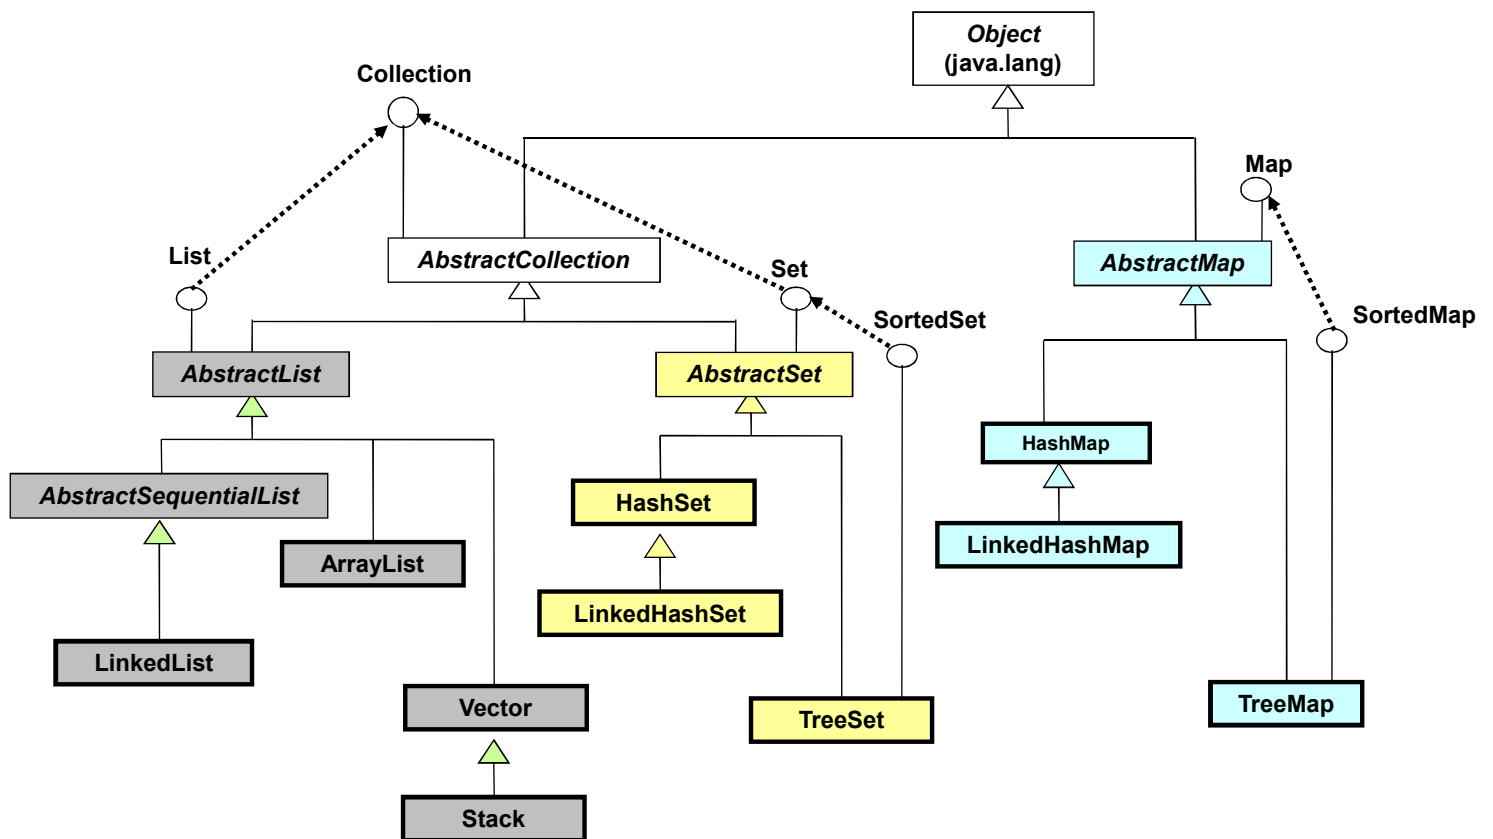 Object
(java.lang)
Collection
Map
List
AbstractCollection
Set
AbstractMap
SortedSet
SortedMap
AbstractList
AbstractSet
HashMap
AbstractSequentialList
HashSet
LinkedHashMap
ArrayList
LinkedHashSet
LinkedList
Vector
TreeSet
TreeMap
Stack